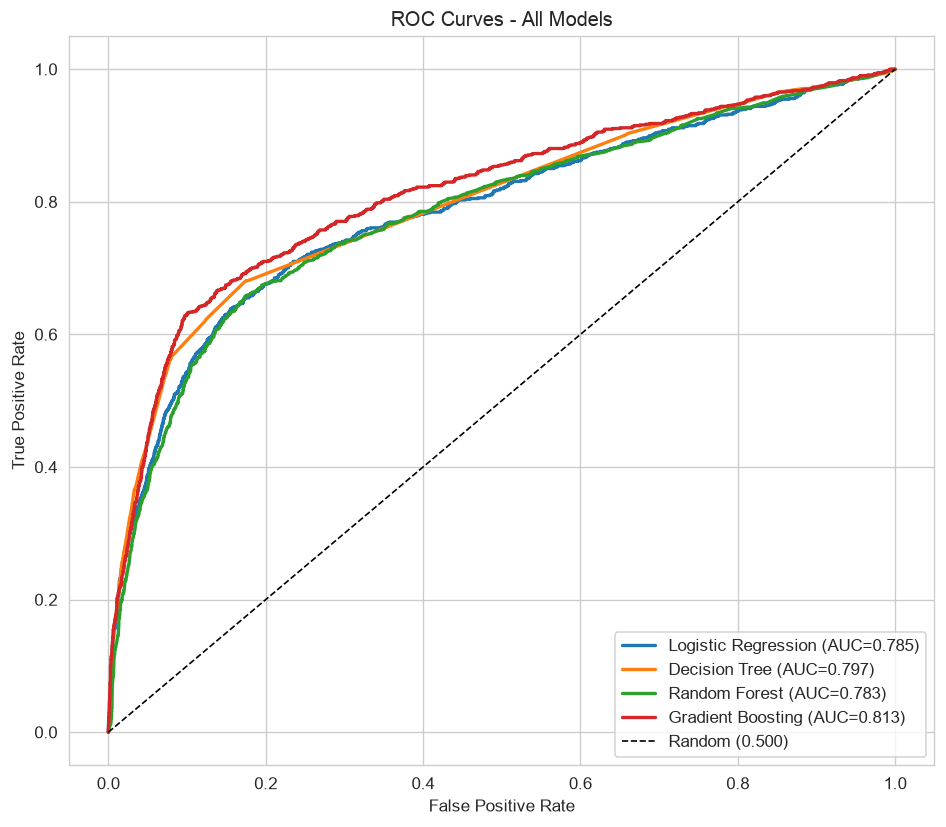 ROC Curves - All Models
True Positive Rate
1.0
0.8
0.6
0.4
0.2
0.0
0.0 0.2 0.4 0.6 0.8 1.0
False Positive Rate
Logistic Regression (AUC=0.785)
Decision Tree (AUC=0.797)
Random Forest (AUC=0.783)
Gradient Boosting (AUC=0.813)
Random (0.500)